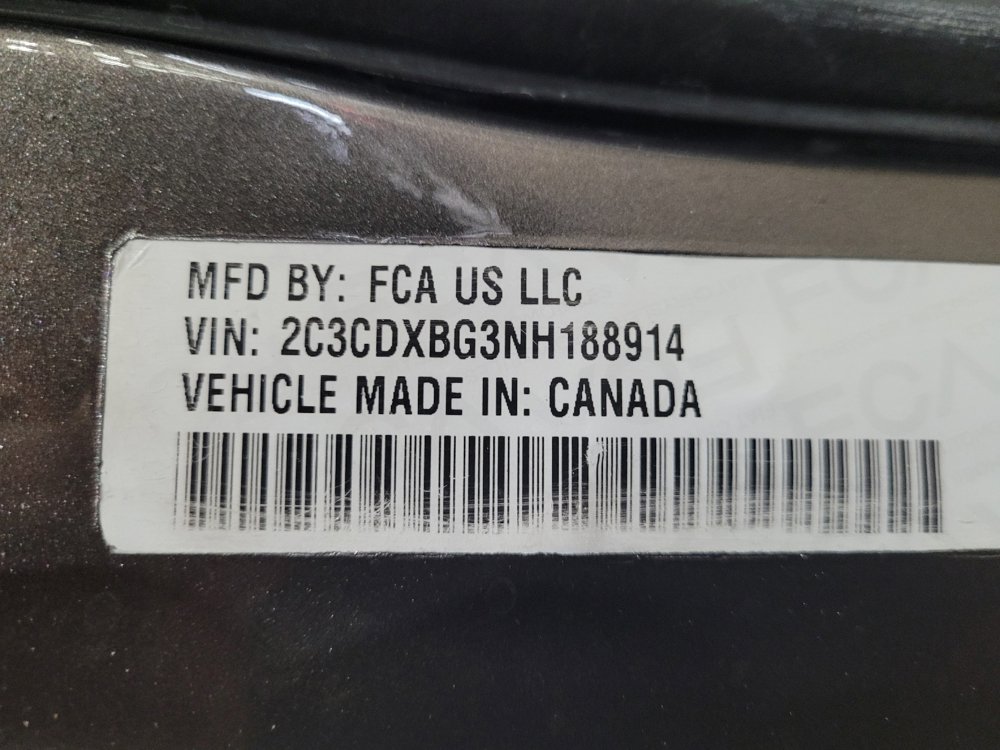 MFD BY: FCA US LLC
VIN: 2C3CDXBG3NH188914
VEHICLE MADE IN: CANADA